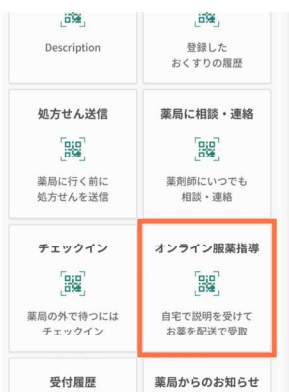 Description
登録した
おくすりの履歴
処方せん送信
薬局に相談・連絡
薬局に行く前に
処方せんを送信
薬剤師にいつでも
相談・連絡
チェックイン
オンライン服薬指導
薬局の外で待つには
チェックイン
自宅で説明を受けて
お薬を配送で受取
受付履歴
薬局からのお知らせ